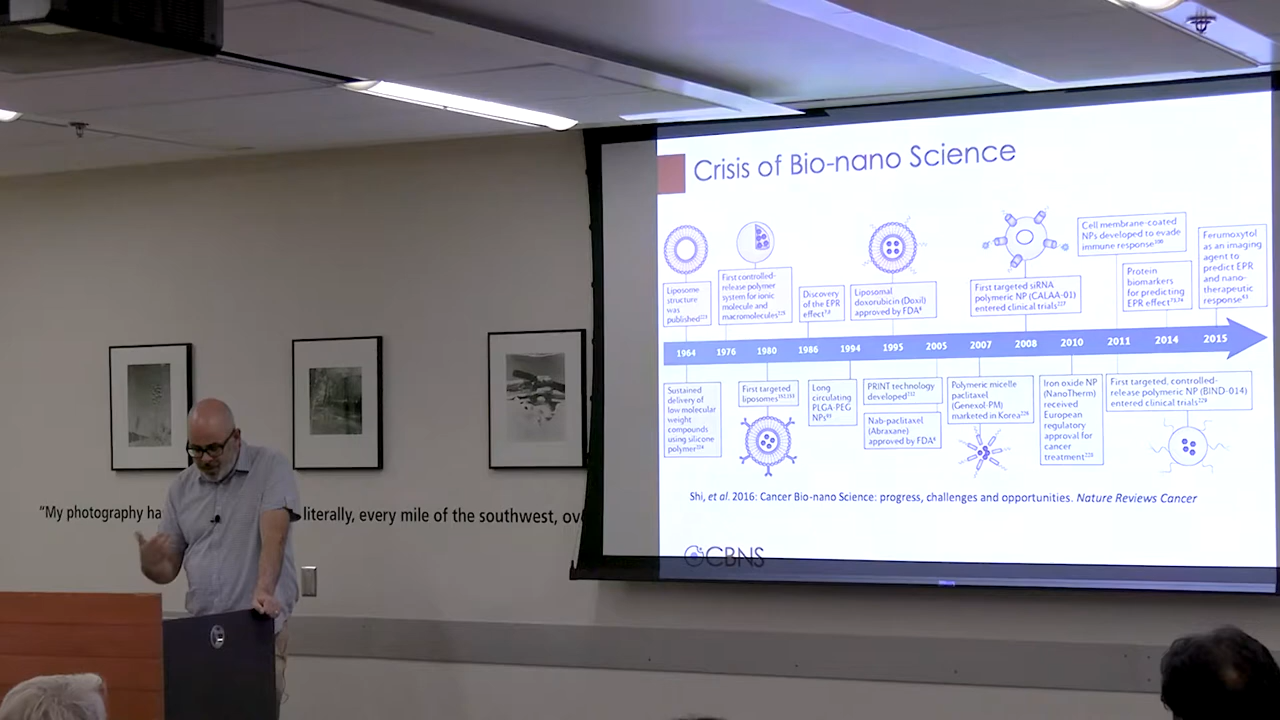 Crisis of Bio-nano Science
Liposome
structure
was
published
First controlled-
release polymer
system for ionic
molecule and
macromolecules
Discovery
of the EPR
effect
Liposomal
doxorubicin (Doxil)
approved by FDA
First targeted siRNA
polymeric NP (CALAA-01)
entered clinical trials
Cell membrane-coated
NPs developed to evade
immune response
Protein
biomarkers
for predicting
EPR effect
Ferumoxytol
as an imaging
agent to
predict EPR
and nano-
therapeutic
response
1964 1976 1980 1986 1994 1995 2005 2007 2008 2010 2011 2014 2015
Sustained
delivery of
low molecular
weight
compounds
using silicone
polymer
First targeted
liposomes
Long
circulating
PLGA-PEG
NPs
PRINT technology
developed
Nab-paclitaxel
(Abraxane)
approved by FDA
Polymeric micelle
paclitaxel
(Genexol-PM)
marketed in Korea
Iron oxide NP
(NanoTherm)
received
European
regulatory
approval for
cancer
treatment
First targeted, controlled-
release polymeric NP (BIND-014)
entered clinical trials
Shi, et al. 2016: Cancer Bio-nano Science: progress, challenges and opportunities. Nature Reviews Cancer
CBNS
"My photography ha literally, every mile of the southwest, ov